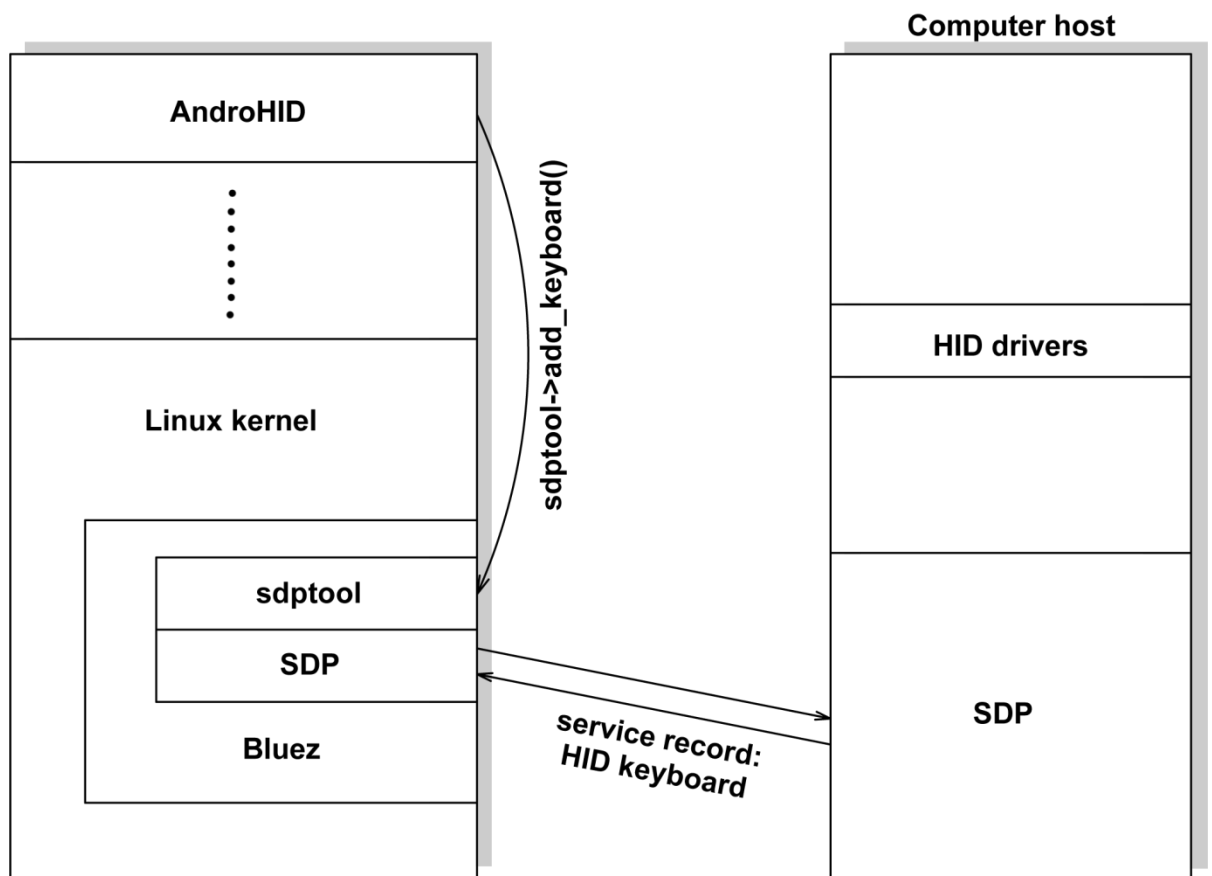 Computer host
AndroHID
sdptool->add_keyboard()
HID drivers
Linux kernel
sdptool
SDP
Bluez
service record:
HID keyboard
SDP